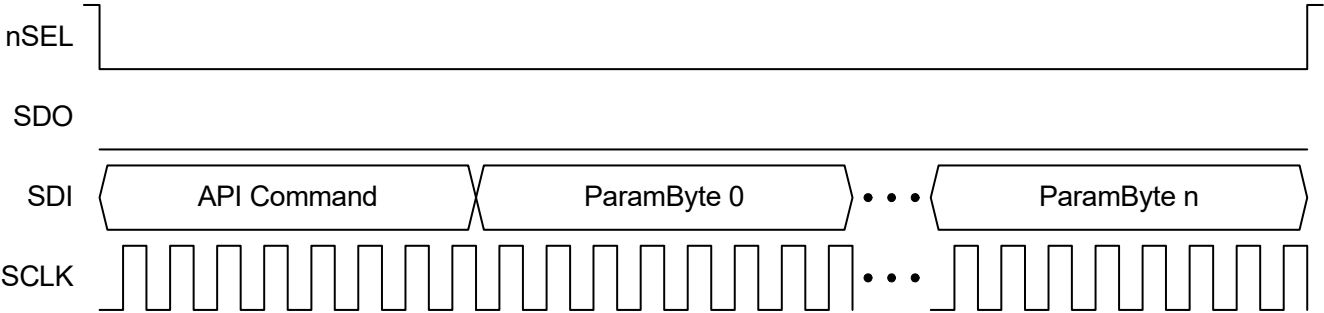 nSEL
SDO
SDI API Command ParamByte 0 ParamByte n
SCLK